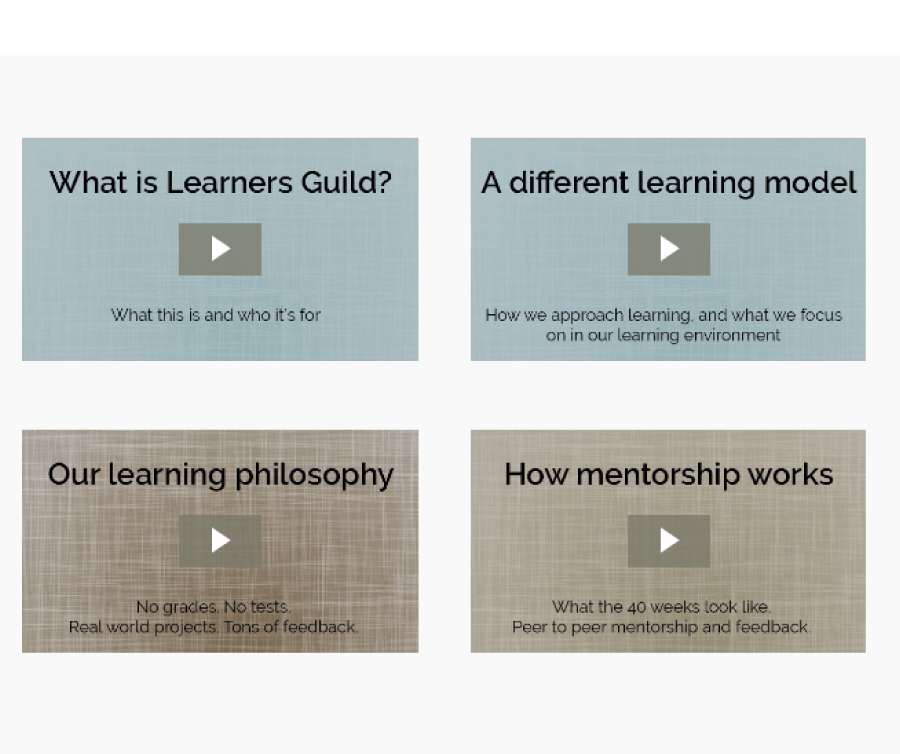 What is Learners Guild?
What this is and who it's for
A different learning model
How we approach learning, and what we focus
on in our learning environment
Our learning philosophy
No grades. No tests.
Real world projects. Tons of feedback.
How mentorship works
What the 40 weeks look like.
Peer to peer mentorship and feedback.